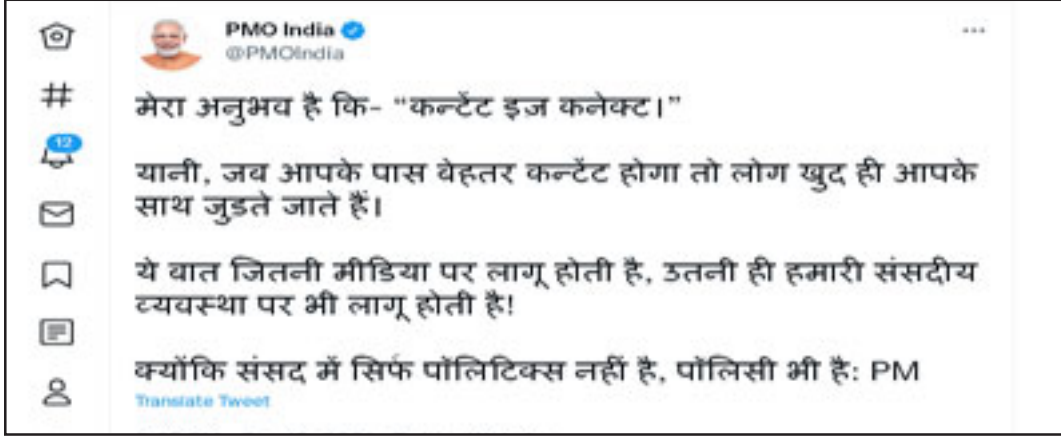 PMO India
@PMOIndia
मेरा अनुभव है कि- “कन्टेंट इज़ कनेक्ट।”
यानी, जब आपके पास बेहतर कन्टेंट होगा तो लोग खुद ही आपके
साथ जुड़ते जाते हैं।
ये बात जितनी मीडिया पर लागू होती है, उतनी ही हमारी संसदीय
व्यवस्था पर भी लागू होती है!
क्योंकि संसद में सिर्फ पॉलिटिक्स नहीं है, पॉलिसी भी है: PM
Translate Tweet
12